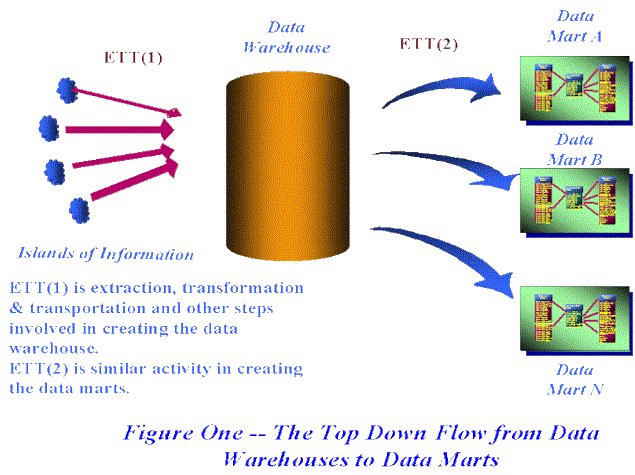 ETT(1)
Data
Warehouse
ETT(2)
Data
Mart A
Data
Mart B
Data
Mart N
Islands of Information
ETT(1) is extraction, transformation
& transportation and other steps
involved in creating the data
warehouse.
ETT(2) is similar activity in creating
the data marts.
Figure One -- The Top Down Flow from Data
Warehouses to Data Marts